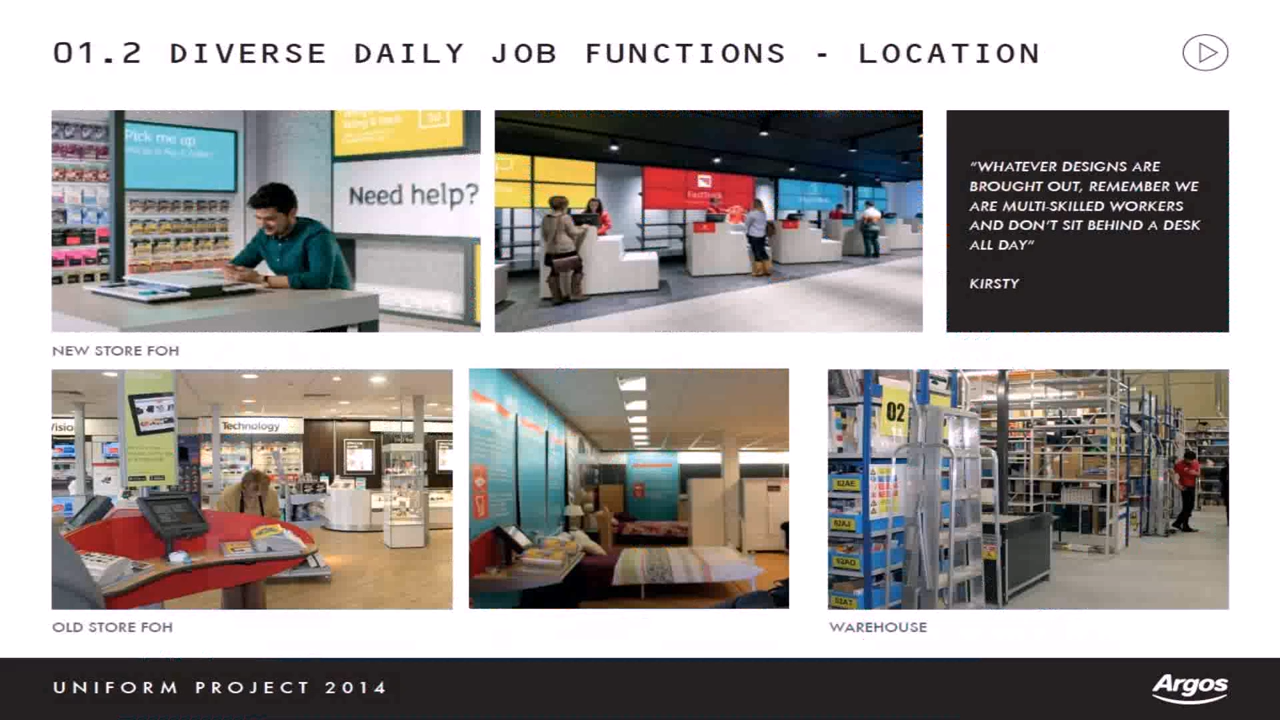 01.2 DIVERSE DAILY JOB FUNCTIONS - LOCATION
Pick me up
Need help?
FastTrack
"WHATEVER DESIGNS ARE
BROUGHT OUT, REMEMBER WE
ARE MULTI-SKILLED WORKERS
AND DON'T SIT BEHIND A DESK
ALL DAY"
KIRSTY
NEW STORE FOH
Technology
02
OLD STORE FOH
WAREHOUSE
UNIFORM PROJECT 2014
Argos